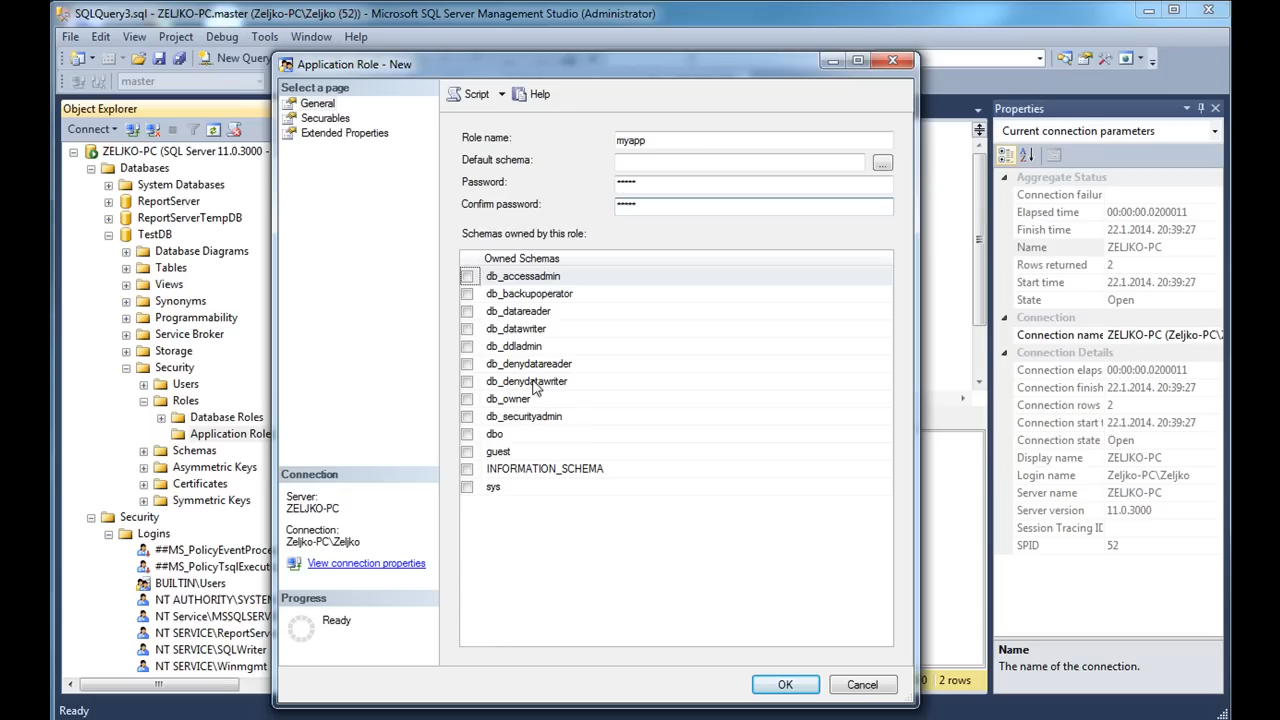 SQLQuery3.sql - ZELJKO-PC.master (Zeljko-PC\Zeljko (52)) - Microsoft SQL Server Management Studio (Administrator)
File Edit View Project Debug Tools Window Help
New Query
master
Object Explorer
Connect
ZELJKO-PC (SQL Server 11.0.3000 -
Databases
System Databases
ReportServer
ReportServerTempDB
TestDB
Database Diagrams
Tables
Views
Synonyms
Programmability
Service Broker
Storage
Security
Users
Roles
Database Roles
Application Role
Schemas
Asymmetric Keys
Certificates
Symmetric Keys
Security
Logins
##MS_PolicyEventProce
##MS_PolicyTsqlExecuti
BUILTIN\Users
NT AUTHORITY\SYSTEM
NT Service\MSSQLSERV
NT SERVICE\ReportServ
NT SERVICE\SQLWriter
NT SERVICE\Winmgmt
Ready
Application Role - New
Select a page
General
Securables
Extended Properties
Connection
Server:
ZELJKO-PC
Connection:
Zeljko-PC\Zeljko
View connection properties
Progress
Ready
Script Help
Role name: myapp
Default schema: ...
Password: *****
Confirm password: *****
Schemas owned by this role:
Owned Schemas
db_accessadmin
db_backupoperator
db_datareader
db_datawriter
db_ddladmin
db_denydatareader
db_denydatawriter
db_owner
db_securityadmin
dbo
guest
INFORMATION_SCHEMA
sys
OK Cancel
Properties
Current connection parameters
Aggregate Status
Connection failur
Elapsed time 00:00:00.0200011
Finish time 22.1.2014. 20:39:27
Name ZELJKO-PC
Rows returned 2
Start time 22.1.2014. 20:39:27
State Open
Connection
Connection name ZELJKO-PC (Zeljko-PC\Z
Connection Details
Connection elaps 00:00:00.0200011
Connection finish 22.1.2014. 20:39:27
Connection rows 2
Connection start t 22.1.2014. 20:39:27
Connection state Open
Display name ZELJKO-PC
Login name Zeljko-PC\Zeljko
Server name ZELJKO-PC
Server version 11.0.3000
Session Tracing ID
SPID 52
Name
The name of the connection.
0 2 rows